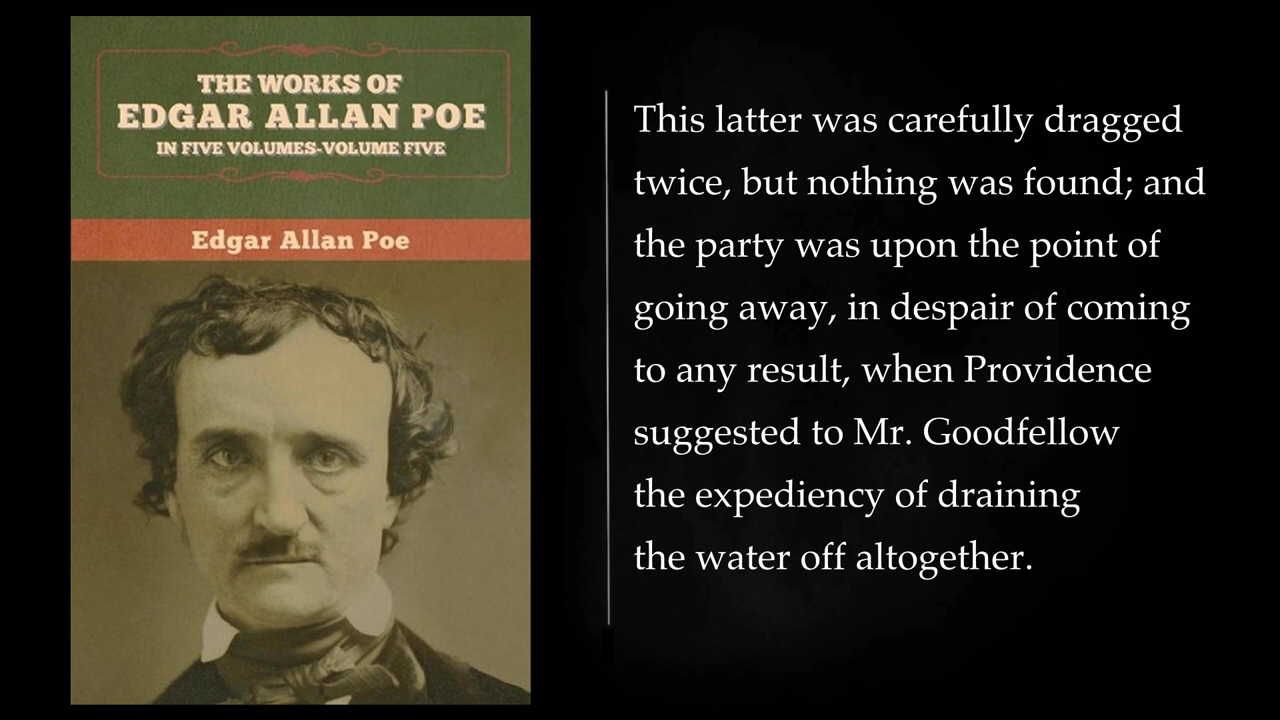 THE WORKS OF
EDGAR ALLAN POE
IN FIVE VOLUMES-VOLUME FIVE
Edgar Allan Poe
This latter was carefully dragged
twice, but nothing was found; and
the party was upon the point of
going away, in despair of coming
to any result, when Providence
suggested to Mr. Goodfellow
the expediency of draining
the water off altogether.